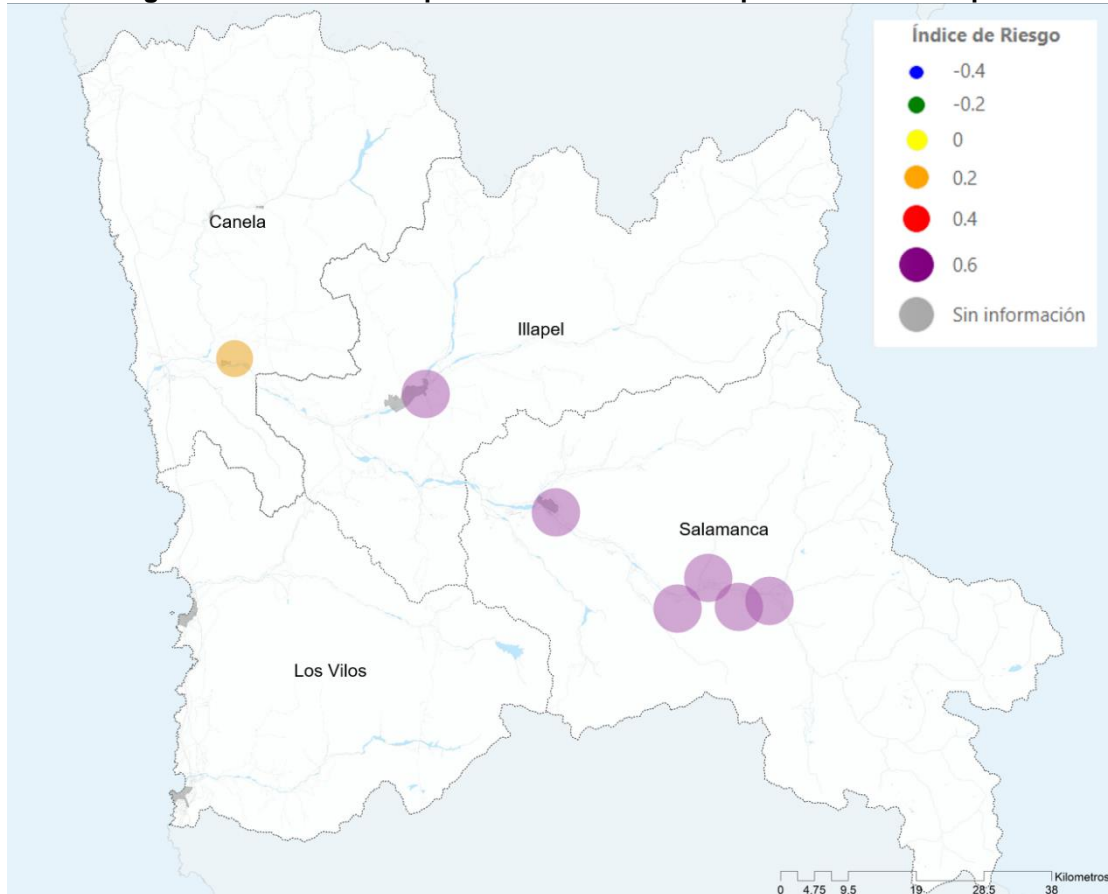 Índice de Riesgo
-0.4
-0.2
0
0.2
0.4
0.6
Sin información
Canela
Illapel
Salamanca
Los Vilos
Kilometros
0 4.75 9.5 19 28.5 38